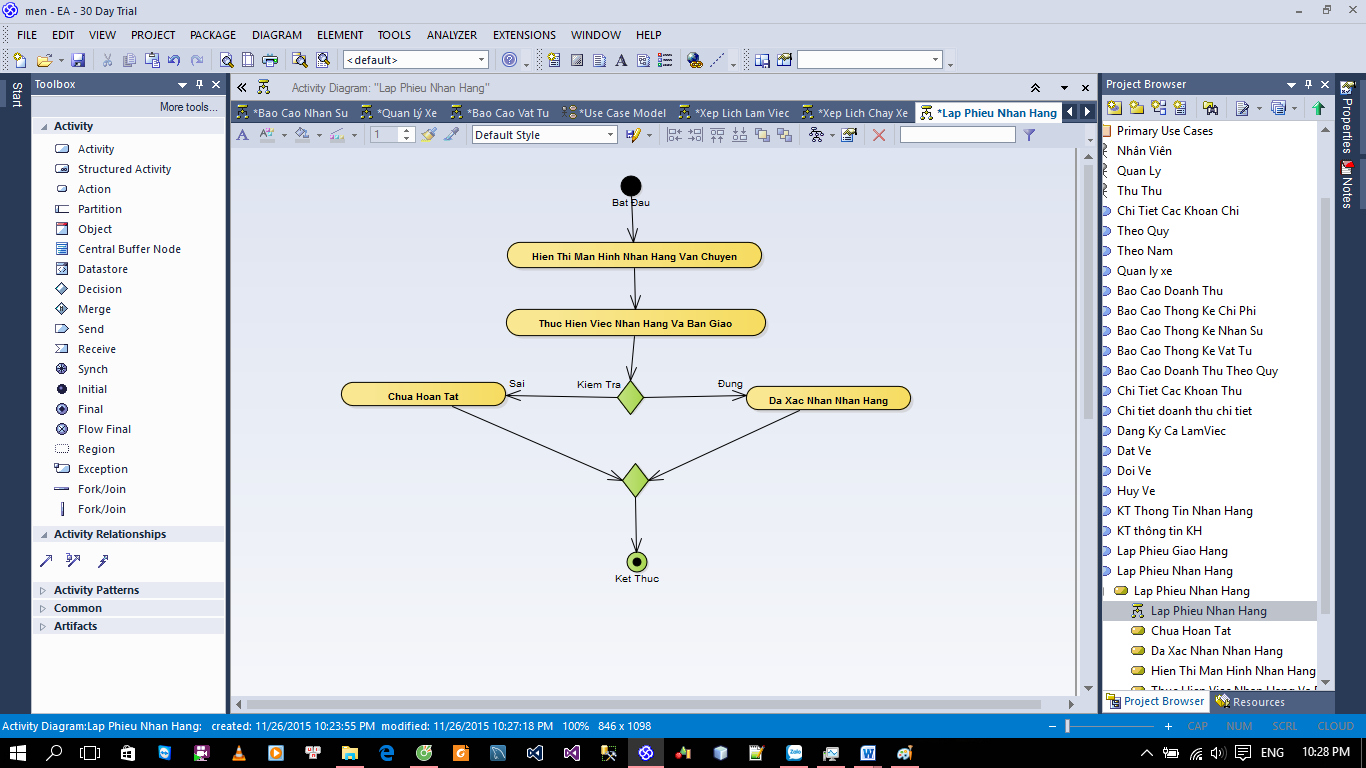 men - EA - 30 Day Trial
FILE EDIT VIEW PROJECT PACKAGE DIAGRAM ELEMENT TOOLS ANALYZER EXTENSIONS WINDOW HELP
<default>
Start
Toolbox
More tools...
Activity
Activity
Structured Activity
Action
Partition
Object
Central Buffer Node
Datastore
Decision
Merge
Send
Receive
Synch
Initial
Final
Flow Final
Region
Exception
Fork/Join
Fork/Join
Activity Relationships
Activity Patterns
Common
Artifacts
Activity Diagram: "Lap Phieu Nhan Hang"
*Bao Cao Nhan Su *Quan Lý Xe *Bao Cao Vat Tu *Use Case Model *Xep Lich Lam Viec *Xep Lich Chay Xe *Lap Phieu Nhan Hang
1 Default Style
Bat Đau
Hien Thi Man Hinh Nhan Hang Van Chuyen
Thuc Hien Viec Nhan Hang Va Ban Giao
Sai Kiem Tra Đung
Chua Hoan Tat
Da Xac Nhan Nhan Hang
Ket Thuc
Project Browser
Primary Use Cases
Nhân Viên
Quan Ly
Thu Thu
Chi Tiet Cac Khoan Chi
Theo Quy
Theo Nam
Quan ly xe
Bao Cao Doanh Thu
Bao Cao Thong Ke Chi Phi
Bao Cao Thong Ke Nhan Su
Bao Cao Thong Ke Vat Tu
Bao Cao Doanh Thu Theo Quy
Chi Tiet Cac Khoan Thu
Chi tiet doanh thu chi tiet
Dang Ky Ca LamViec
Dat Ve
Doi Ve
Huy Ve
KT Thong Tin Nhan Hang
KT thông tin KH
Lap Phieu Giao Hang
Lap Phieu Nhan Hang
Lap Phieu Nhan Hang
Lap Phieu Nhan Hang
Chua Hoan Tat
Da Xac Nhan Nhan Hang
Hien Thi Man Hinh Nhan Hang
Thuc Hien Viec Nhan Hang Va
Project Browser Resources
Properties
Notes
Activity Diagram:Lap Phieu Nhan Hang: created: 11/26/2015 10:23:55 PM modified: 11/26/2015 10:27:18 PM 100% 846 x 1098
CAP NUM SCRL CLOUD
ENG 10:28 PM